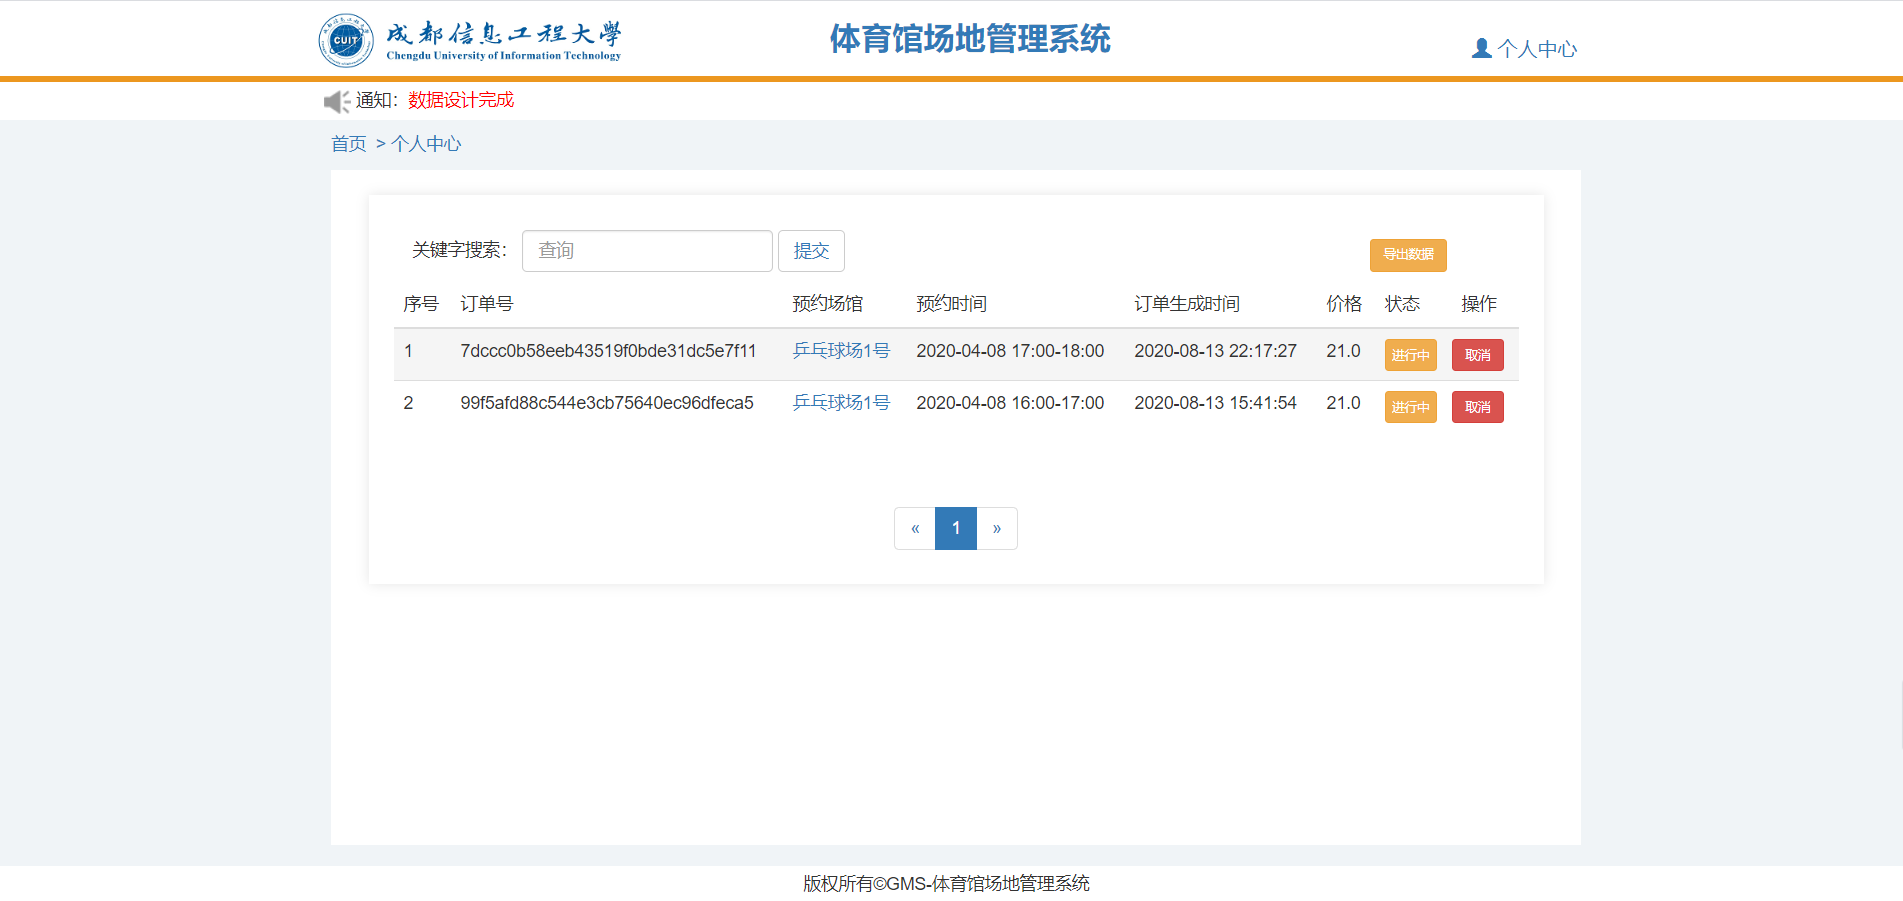 CUIT
成都信息工程大學
Chengdu University of Information Technology
体育馆场地管理系统
个人中心
通知：数据设计完成
首页 > 个人中心
关键字搜索： 查询 提交 导出数据
序号 订单号 预约场馆 预约时间 订单生成时间 价格 状态 操作
1 7dccc0b58eeb43519f0bde31dc5e7f11 乒乓球场1号 2020-04-08 17:00-18:00 2020-08-13 22:17:27 21.0 进行中 取消
2 99f5afd88c544e3cb75640ec96dfeca5 乒乓球场1号 2020-04-08 16:00-17:00 2020-08-13 15:41:54 21.0 进行中 取消
« 1 »
版权所有©GMS-体育馆场地管理系统